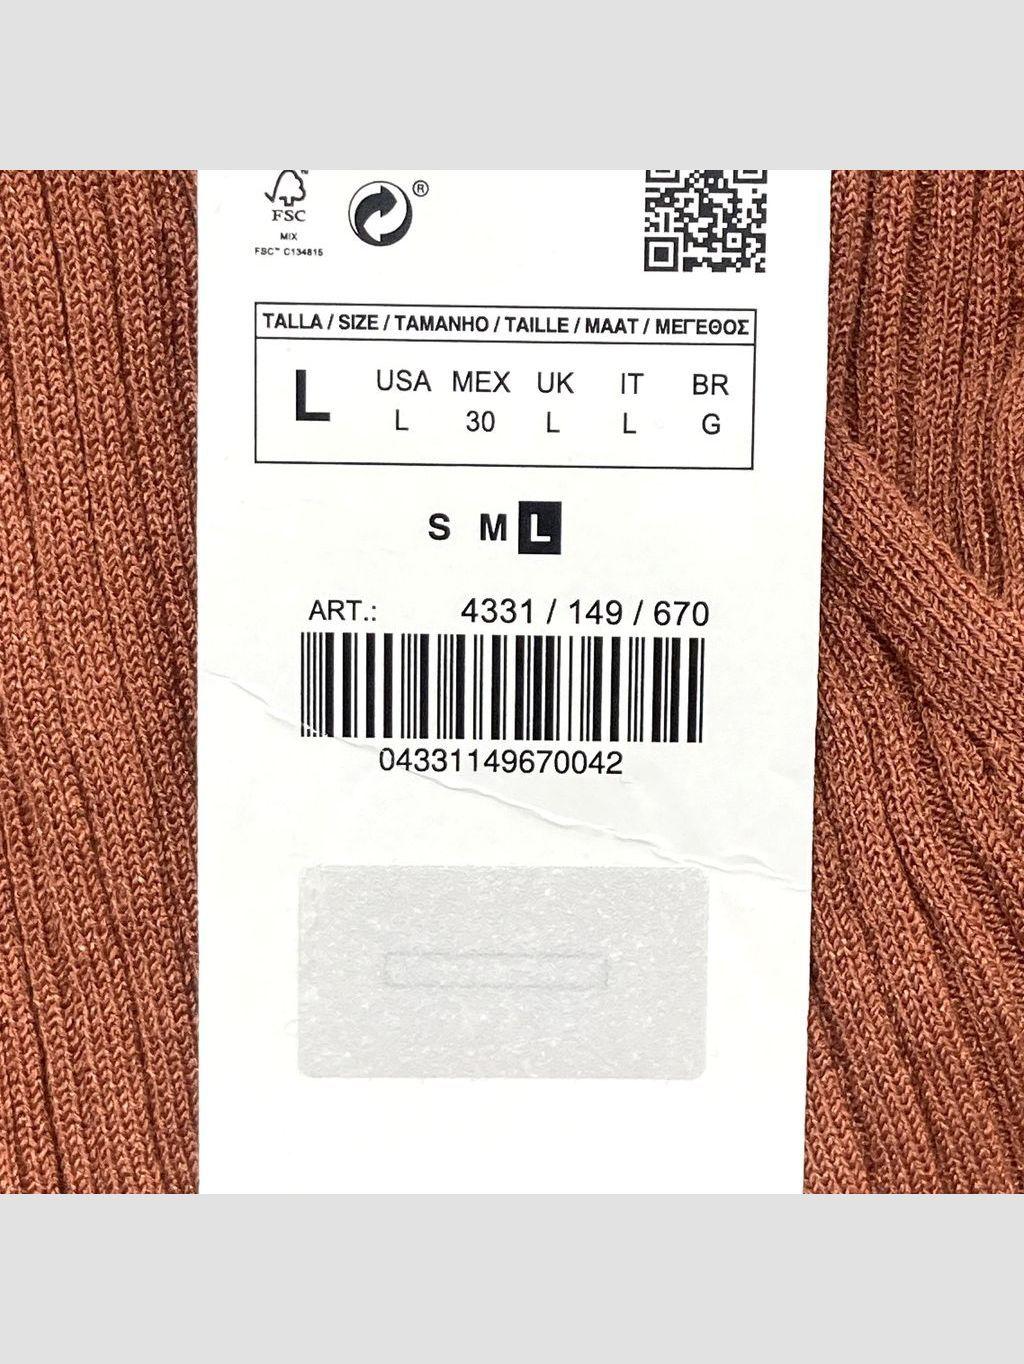 ™
FSC
MIX
FSC™ C134815
®
TALLA / SIZE / TAMANHO / TAILLE / MAAT / ΜΕΓΕΘΟΣ
L USA MEX UK IT BR
L 30 L L G
S M L
ART.: 4331 / 149 / 670
04331149670042